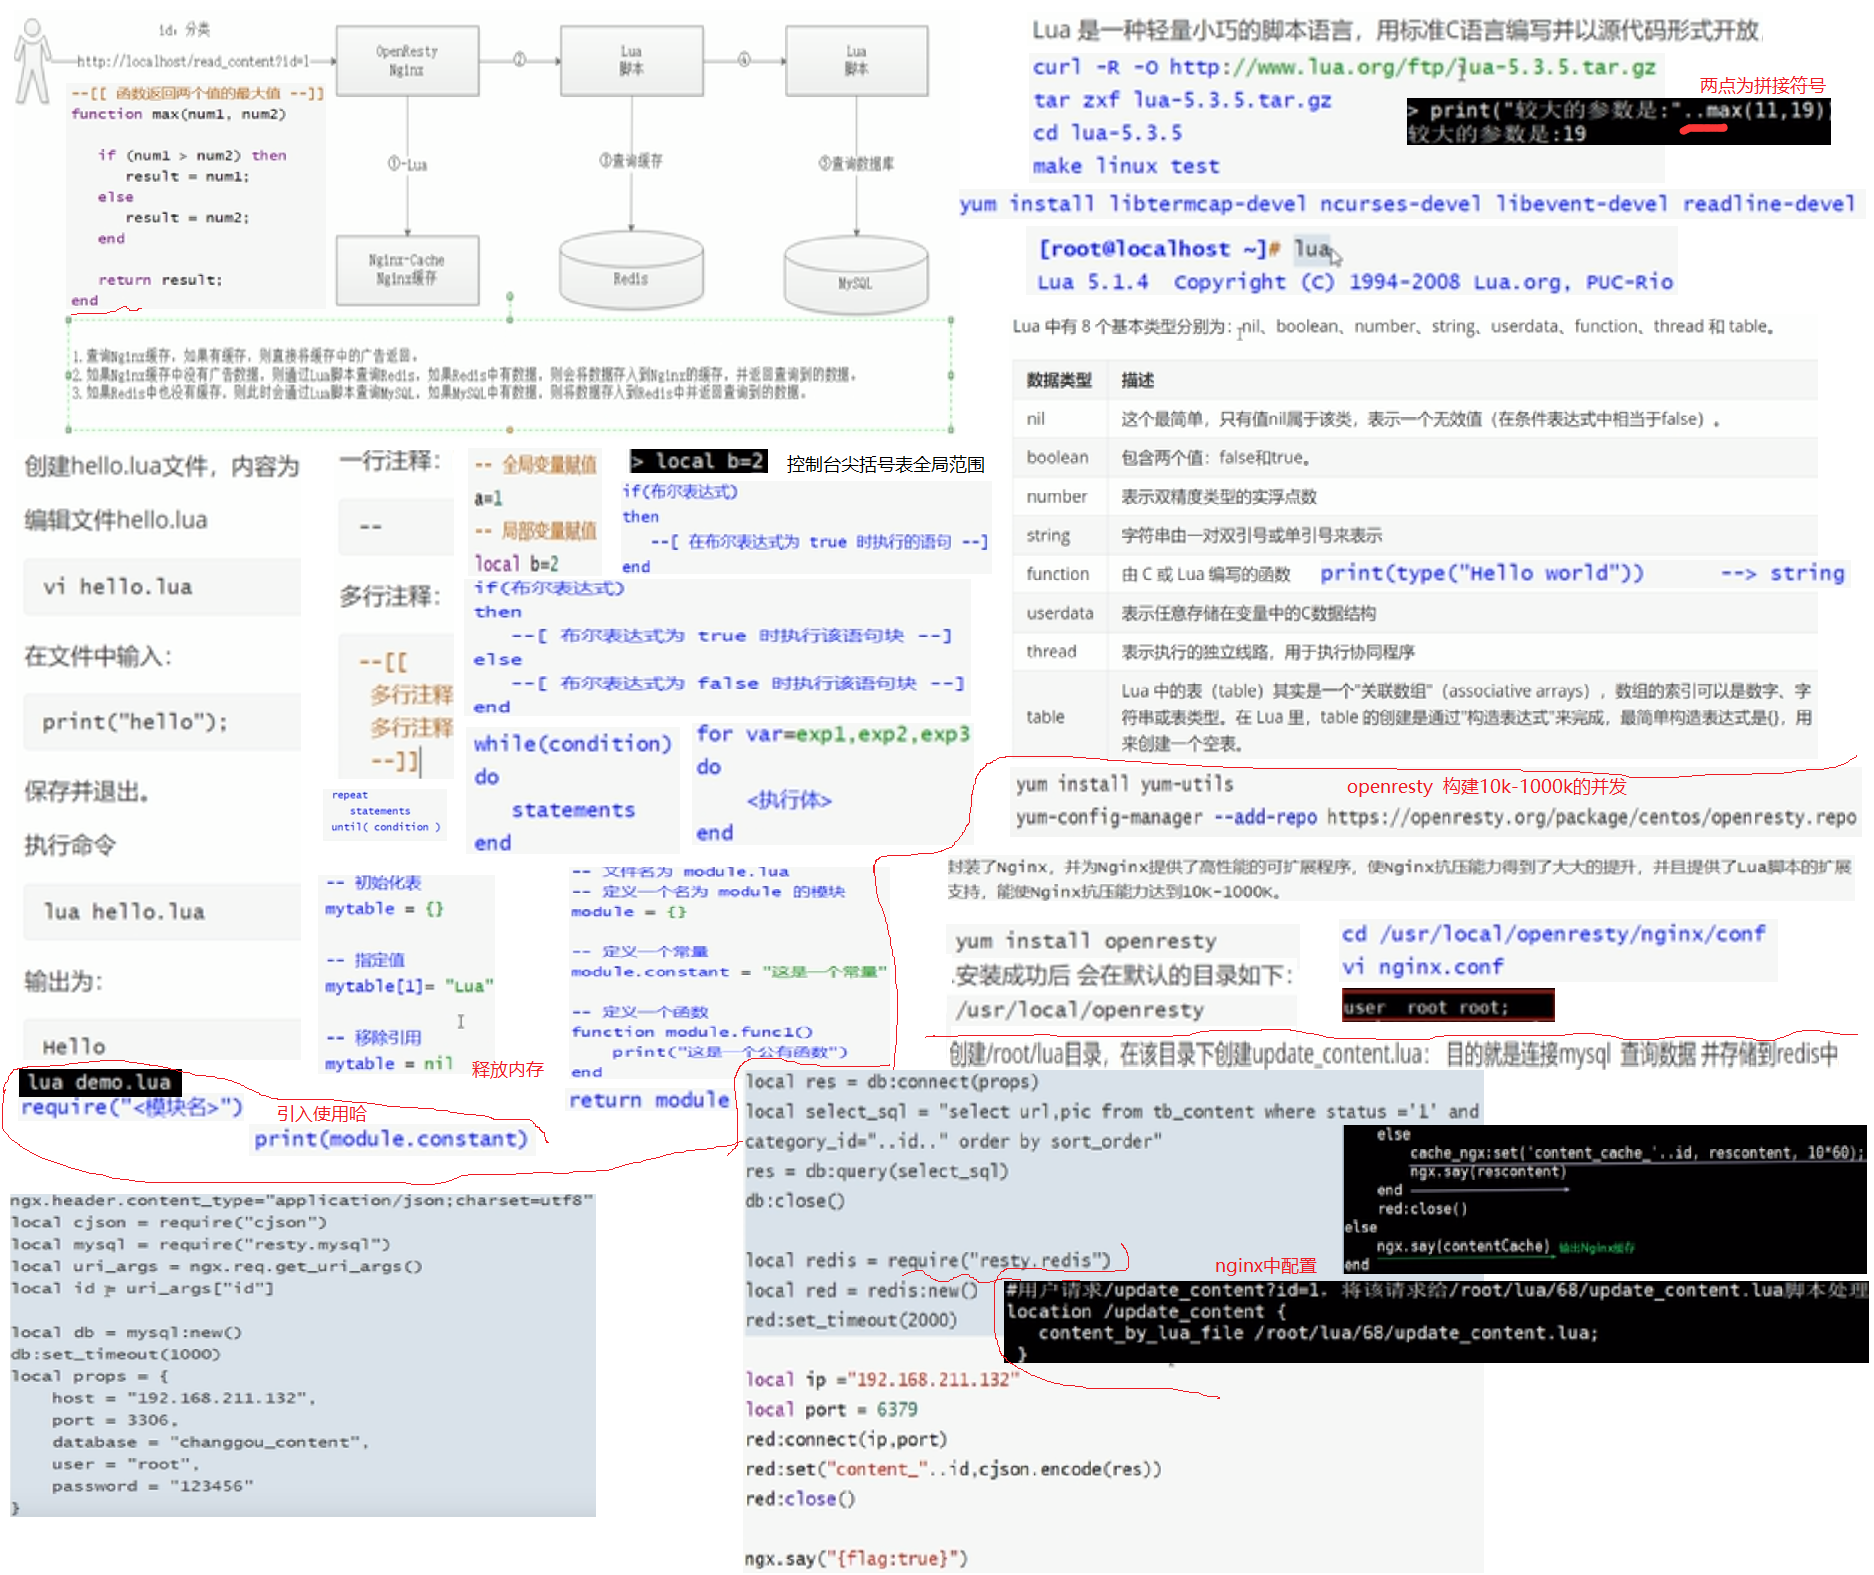 id: 分类
http://localhost/read_content?id=1
OpenResty
Nginx
②
Lua
脚本
④
Lua
脚本
--[[ 函数返回两个值的最大值 --]]
function max(num1, num2)
if (num1 > num2) then
result = num1;
else
result = num2;
end
return result;
end
①-Lua
③查询缓存
⑤查询数据库
Nginx-Cache
Nginx缓存
Redis
MySQL
1. 查询Nginx缓存，如果有缓存，则直接将缓存中的广告返回。
2. 如果Nginx缓存中没有广告数据，则通过Lua脚本查询Redis，如果Redis中有数据，则会将数据存入到Nginx的缓存，并返回查询到的数据。
3. 如果Redis中也没有缓存，则此时会通过Lua脚本查询MySQL，如果MySQL中有数据，则将数据存入到Redis中并返回查询到的数据。
Lua 是一种轻量小巧的脚本语言，用标准C语言编写并以源代码形式开放，
curl -R -O http://www.lua.org/ftp/lua-5.3.5.tar.gz
tar zxf lua-5.3.5.tar.gz
cd lua-5.3.5
make linux test
两点为拼接符号
> print("较大的参数是:"..max(11,19))
较大的参数是:19
yum install libtermcap-devel ncurses-devel libevent-devel readline-devel
[root@localhost ~]# lua
Lua 5.1.4  Copyright (C) 1994-2008 Lua.org, PUC-Rio
Lua 中有 8 个基本类型分别为：nil、boolean、number、string、userdata、function、thread 和 table。
数据类型 描述
nil 这个最简单，只有值nil属于该类，表示一个无效值（在条件表达式中相当于false）。
boolean 包含两个值：false和true。
number 表示双精度类型的实浮点数
string 字符串由一对双引号或单引号来表示
function 由 C 或 Lua 编写的函数 print(type("Hello world")) --> string
userdata 表示任意存储在变量中的C数据结构
thread 表示执行的独立线路，用于执行协同程序
table Lua 中的表（table）其实是一个"关联数组"（associative arrays），数组的索引可以是数字、字
符串或表类型。在 Lua 里，table 的创建是通过"构造表达式"来完成，最简单构造表达式是{}，用
来创建一个空表。
创建hello.lua文件，内容为
编辑文件hello.lua
vi hello.lua
在文件中输入：
print("hello");
保存并退出。
执行命令
lua hello.lua
输出为：
Hello
一行注释：
--
多行注释：
--[[
多行注释
多行注释
--]]
-- 全局变量赋值
a=1
-- 局部变量赋值
local b=2
> local b=2
控制台尖括号表全局范围
if(布尔表达式)
then
--[ 在布尔表达式为 true 时执行的语句 --]
end
if(布尔表达式)
then
--[ 布尔表达式为 true 时执行该语句块 --]
else
--[ 布尔表达式为 false 时执行该语句块 --]
end
while(condition)
do
statements
end
for var=exp1,exp2,exp3
do
<执行体>
end
repeat
statements
until( condition )
-- 初始化表
mytable = {}
-- 指定值
mytable[1]= "Lua"
-- 移除引用
mytable = nil
释放内存
-- 文件名为 module.lua
-- 定义一个名为 module 的模块
module = {}
-- 定义一个常量
module.constant = "这是一个常量"
-- 定义一个函数
function module.func1()
print("这是一个公有函数")
end
return module
lua demo.lua
require("<模块名>")
引入使用哈
print(module.constant)
yum install yum-utils
openresty 构建10k-1000k的并发
yum-config-manager --add-repo https://openresty.org/package/centos/openresty.repo
封装了Nginx，并为Nginx提供了高性能的可扩展程序，使Nginx抗压能力得到了大大的提升，并且提供了Lua脚本的扩展
支持，能使Nginx抗压能力达到10K-1000K。
yum install openresty
.安装成功后 会在默认的目录如下：
/usr/local/openresty
cd /usr/local/openresty/nginx/conf
vi nginx.conf
user  root root;
创建/root/lua目录，在该目录下创建update_content.lua： 目的就是连接mysql 查询数据 并存储到redis中
ngx.header.content_type="application/json;charset=utf8"
local cjson = require("cjson")
local mysql = require("resty.mysql")
local uri_args = ngx.req.get_uri_args()
local id = uri_args["id"]
local db = mysql:new()
db:set_timeout(1000)
local props = {
host = "192.168.211.132",
port = 3306,
database = "changgou_content",
user = "root",
password = "123456"
}
local res = db:connect(props)
local select_sql = "select url,pic from tb_content where status ='1' and
category_id="..id.." order by sort_order"
res = db:query(select_sql)
db:close()
local redis = require("resty.redis")
local red = redis:new()
red:set_timeout(2000)
local ip ="192.168.211.132"
local port = 6379
red:connect(ip,port)
red:set("content_"..id,cjson.encode(res))
red:close()
ngx.say("{flag:true}")
else
cache_ngx:set('content_cache_'..id, rescontent, 10*60);
ngx.say(rescontent)
end
red:close()
else
ngx.say(contentCache) 输出Nginx缓存
end
nginx中配置
#用户请求/update_content?id=1，将该请求给/root/lua/68/update_content.lua脚本处理
location /update_content {
content_by_lua_file /root/lua/68/update_content.lua;
}